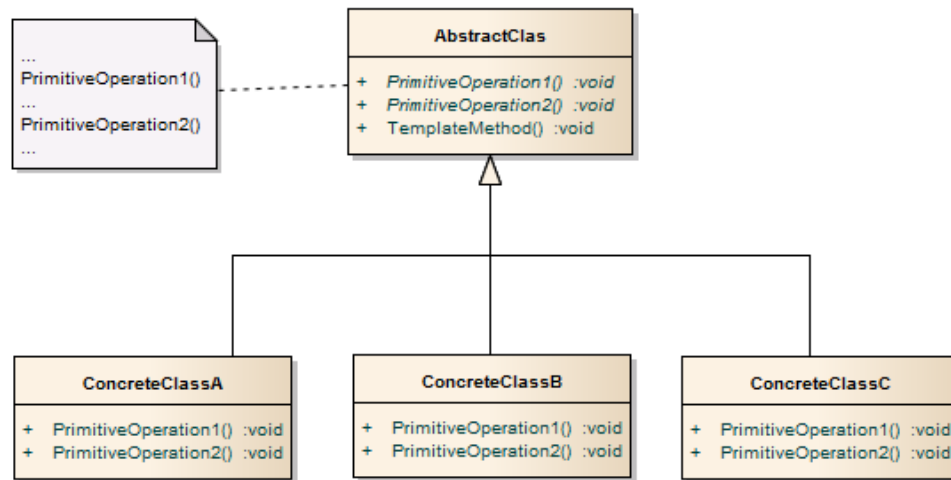 ...
PrimitiveOperation1()
...
PrimitiveOperation2()
...
AbstractClas
+ PrimitiveOperation1() :void
+ PrimitiveOperation2() :void
+ TemplateMethod() :void
ConcreteClassA
+ PrimitiveOperation1() :void
+ PrimitiveOperation2() :void
ConcreteClassB
+ PrimitiveOperation1() :void
+ PrimitiveOperation2() :void
ConcreteClassC
+ PrimitiveOperation1() :void
+ PrimitiveOperation2() :void